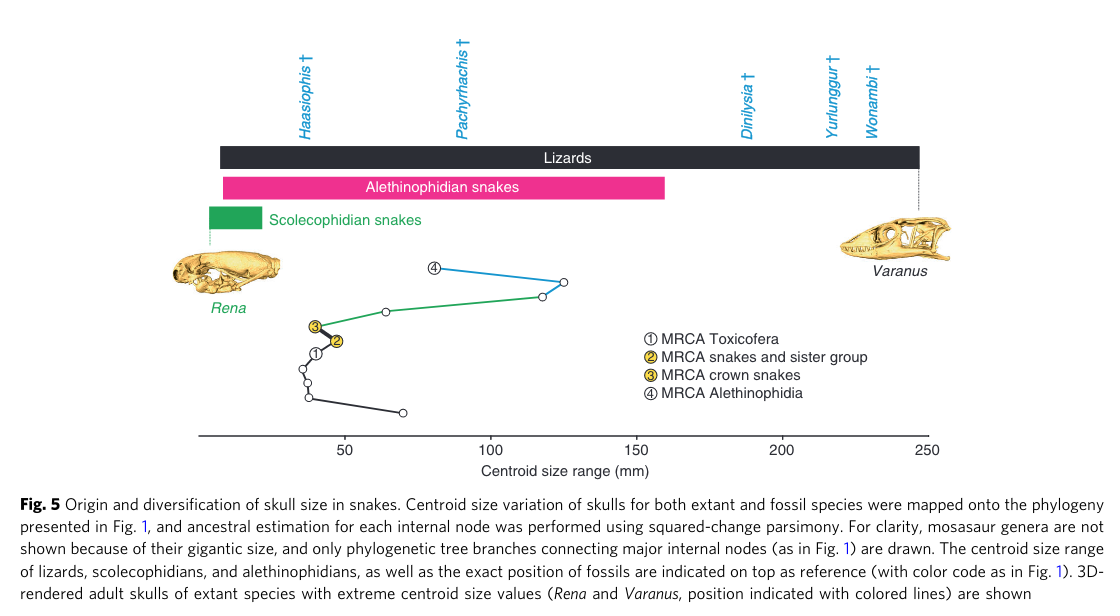 Haasiophis †
Pachyrhachis †
Dinilysia †
Yurlunggur †
Wonambi †
Lizards
Alethinophidian snakes
Scolecophidian snakes
Rena
Varanus
4
3
2
1
① MRCA Toxicofera
② MRCA snakes and sister group
③ MRCA crown snakes
④ MRCA Alethinophidia
50 100 150 200 250
Centroid size range (mm)
Fig. 5 Origin and diversification of skull size in snakes. Centroid size variation of skulls for both extant and fossil species were mapped onto the phylogeny
presented in Fig. 1, and ancestral estimation for each internal node was performed using squared-change parsimony. For clarity, mosasaur genera are not
shown because of their gigantic size, and only phylogenetic tree branches connecting major internal nodes (as in Fig. 1) are drawn. The centroid size range
of lizards, scolecophidians, and alethinophidians, as well as the exact position of fossils are indicated on top as reference (with color code as in Fig. 1). 3D-
rendered adult skulls of extant species with extreme centroid size values (Rena and Varanus, position indicated with colored lines) are shown